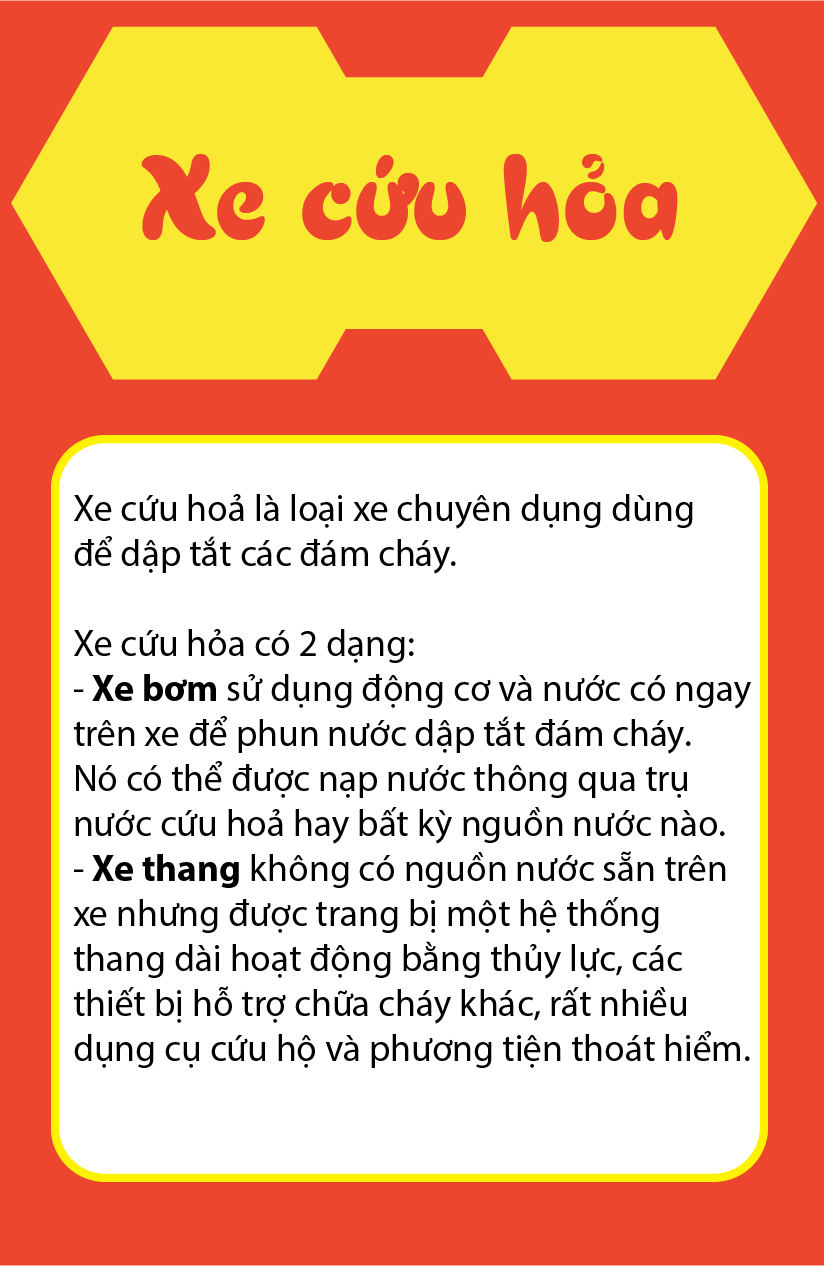 Xe cứu hỏa
Xe cứu hoả là loại xe chuyên dụng dùng
để dập tắt các đám cháy.
Xe cứu hỏa có 2 dạng:
- Xe bơm sử dụng động cơ và nước có ngay
trên xe để phun nước dập tắt đám cháy.
Nó có thể được nạp nước thông qua trụ
nước cứu hoả hay bất kỳ nguồn nước nào.
- Xe thang không có nguồn nước sẵn trên
xe nhưng được trang bị một hệ thống
thang dài hoạt động bằng thủy lực, các
thiết bị hỗ trợ chữa cháy khác, rất nhiều
dụng cụ cứu hộ và phương tiện thoát hiểm.